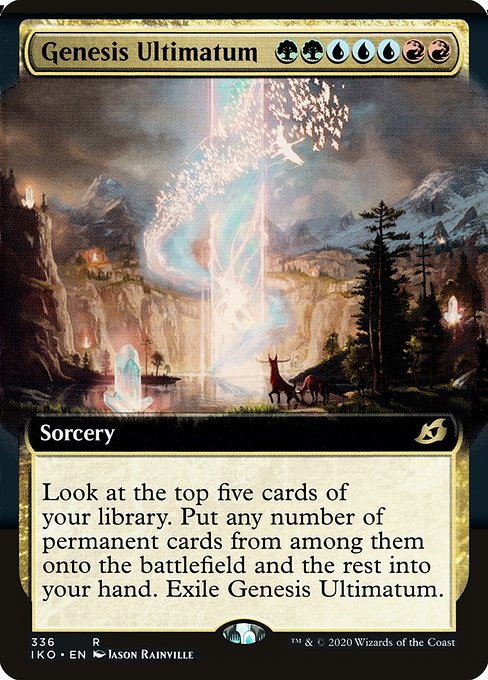 Genesis Ultimatum
Sorcery
Look at the top five cards of
your library. Put any number of
permanent cards from among them
onto the battlefield and the rest into
your hand. Exile Genesis Ultimatum.
336 R
IKO • EN Jason Rainville
™ & © 2020 Wizards of the Coast